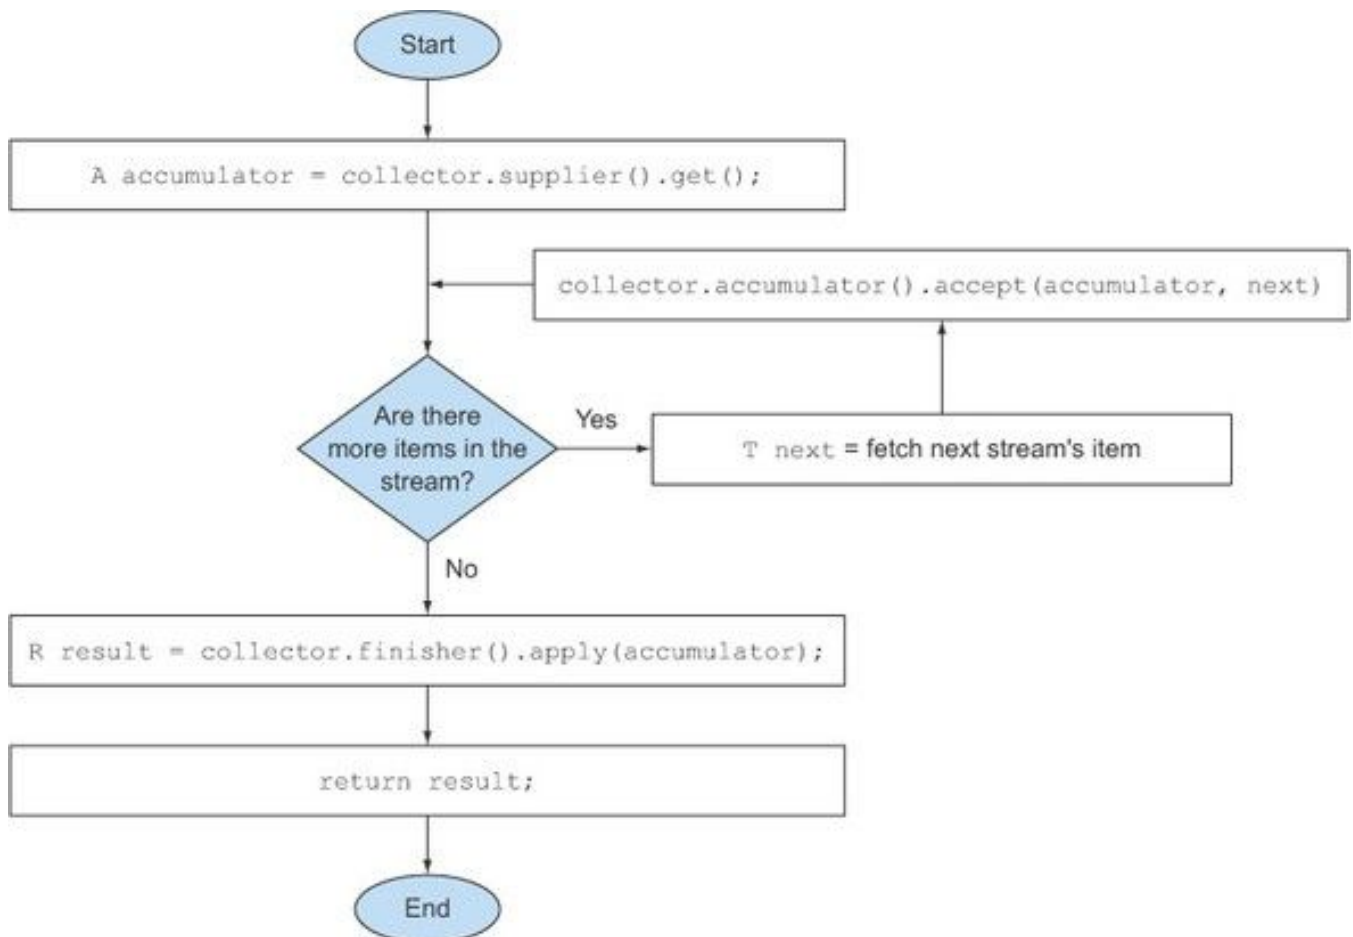 Start
A accumulator = collector.supplier().get();
collector.accumulator().accept(accumulator, next)
Are there
more items in the
stream?
Yes
T next = fetch next stream's item
No
R result = collector.finisher().apply(accumulator);
return result;
End